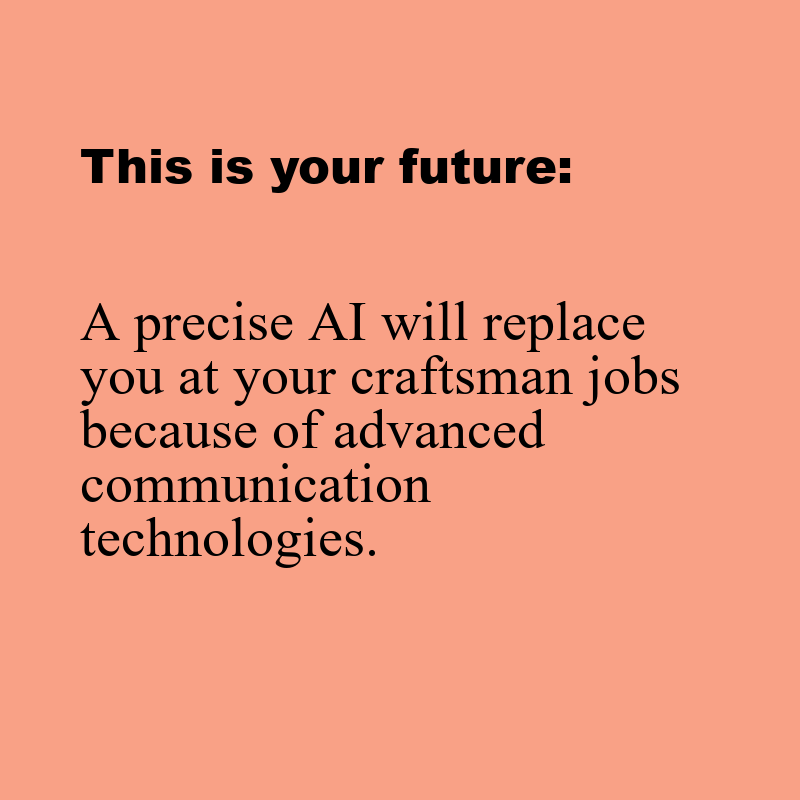 This is your future:
A precise AI will replace
you at your craftsman jobs
because of advanced
communication
technologies.